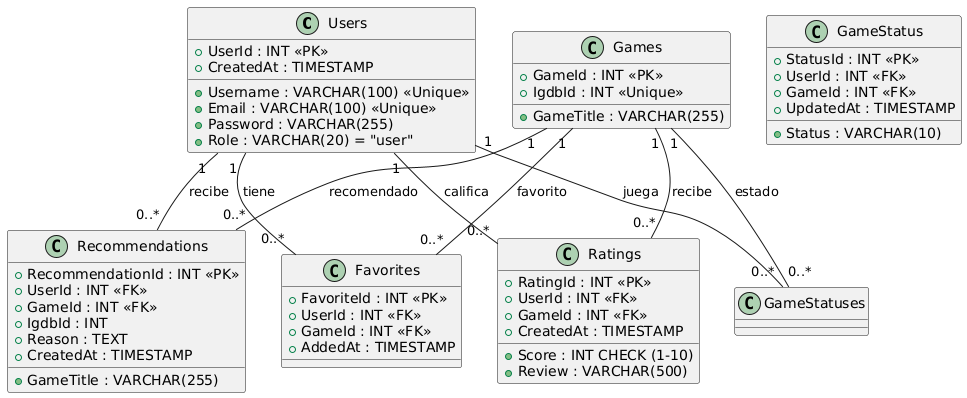 C Users
UserId : INT «PK»
CreatedAt : TIMESTAMP
Username : VARCHAR(100) «Unique»
Email : VARCHAR(100) «Unique»
Password : VARCHAR(255)
Role : VARCHAR(20) = "user"
C Games
GameId : INT «PK»
IgdbId : INT «Unique»
GameTitle : VARCHAR(255)
C GameStatus
StatusId : INT «PK»
UserId : INT «FK»
GameId : INT «FK»
UpdatedAt : TIMESTAMP
Status : VARCHAR(10)
1
1
1
1
1
1
1
1
recibe
tiene
recomendado
califica
favorito
juega
recibe
estado
0..*
0..*
0..*
0..*
0..*
0..*
0..*
0..*
C Recommendations
RecommendationId : INT «PK»
UserId : INT «FK»
GameId : INT «FK»
IgdbId : INT
Reason : TEXT
CreatedAt : TIMESTAMP
GameTitle : VARCHAR(255)
C Favorites
FavoriteId : INT «PK»
UserId : INT «FK»
GameId : INT «FK»
AddedAt : TIMESTAMP
C Ratings
RatingId : INT «PK»
UserId : INT «FK»
GameId : INT «FK»
CreatedAt : TIMESTAMP
Score : INT CHECK (1-10)
Review : VARCHAR(500)
C GameStatuses